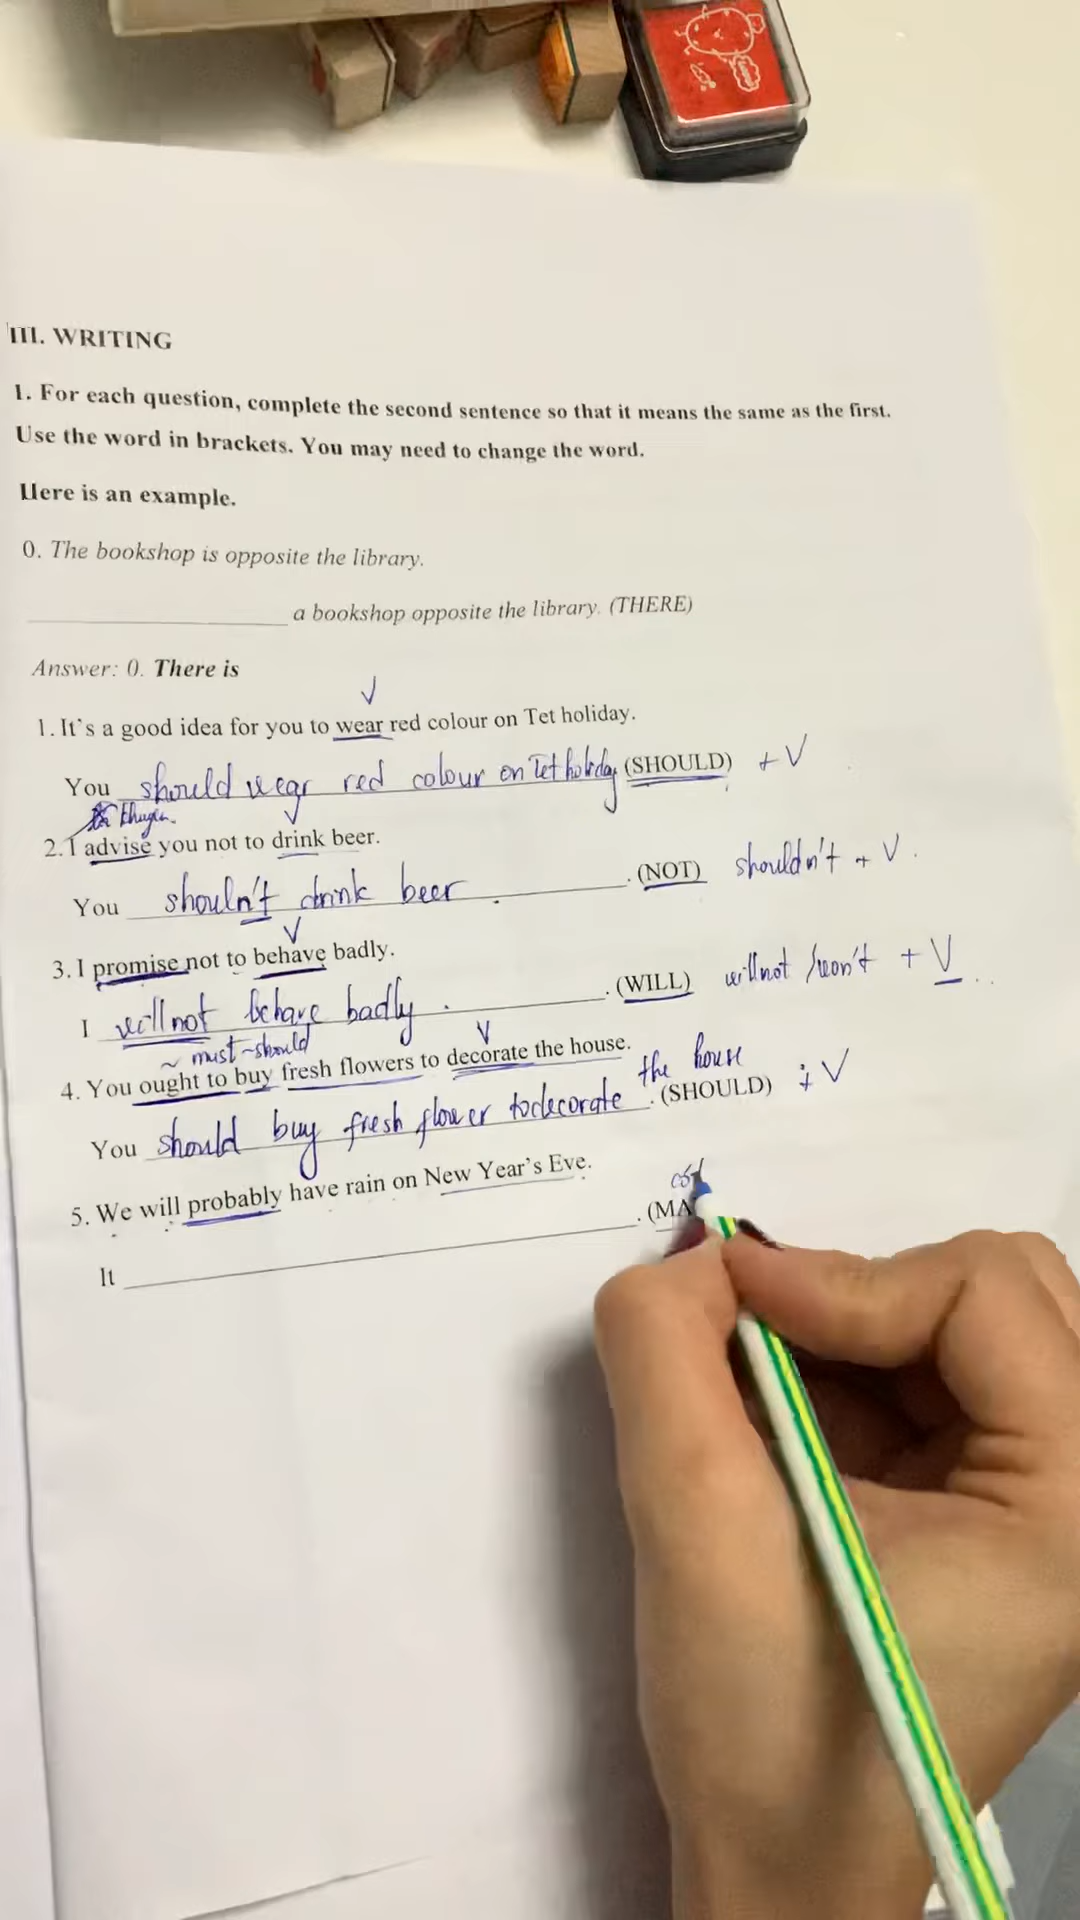 III. WRITING
1. For each question, complete the second sentence so that it means the same as the first.
Use the word in brackets. You may need to change the word.
Here is an example.
0. The bookshop is opposite the library.
a bookshop opposite the library. (THERE)
Answer: 0. There is
V
1. It's a good idea for you to wear red colour on Tet holiday.
You should wear red colour on Tet holiday (SHOULD) + V
khuyên. V
2. I advise you not to drink beer.
You shouln't drink beer . (NOT) shouldn't + V.
V
3. I promise not to behave badly.
I will not behave badly. . (WILL) will not / won't + V
~ must ~ should V
4. You ought to buy fresh flowers to decorate the house.
the house
You should buy fresh flower to decorate . (SHOULD) + V
5. We will probably have rain on New Year's Eve.
It . (MA